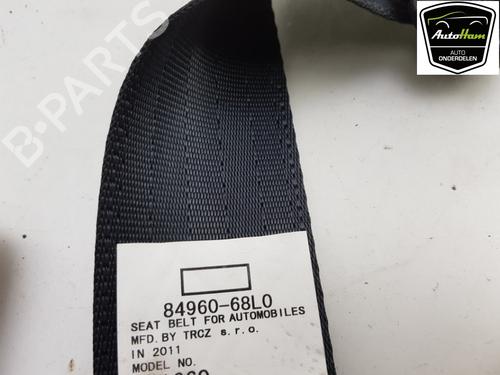 AutoHam
AUTO
ONDERDELEN
B-PARTS
84960-68L0
SEAT BELT FOR AUTOMOBILES
MFD. BY TRCZ s.r.o.
IN 2011
MODEL NO.